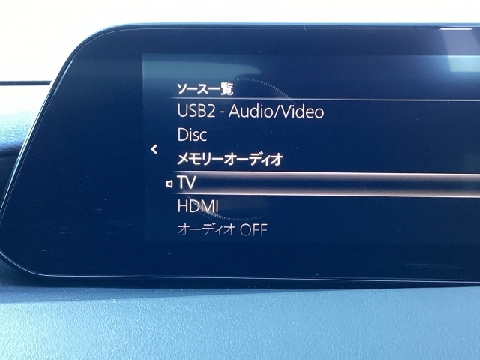 ソース一覧
USB2 - Audio/Video
Disc
メモリーオーディオ
TV
HDMI
オーディオ OFF